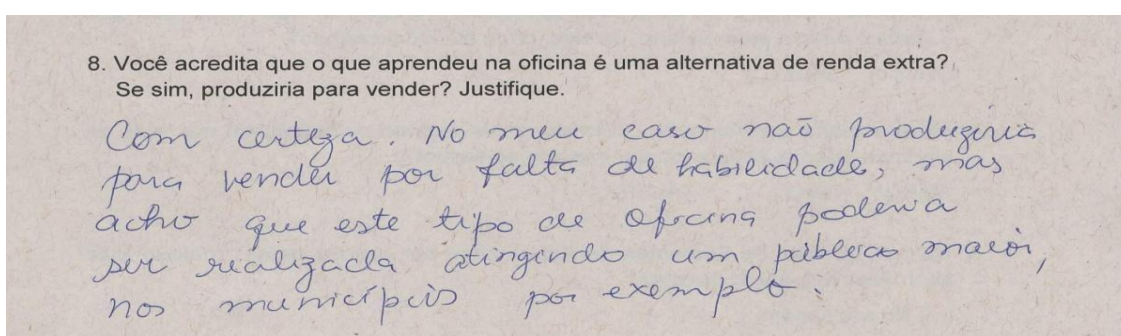 8. Você acredita que o que aprendeu na oficina é uma alternativa de renda extra?
Se sim, produziria para vender? Justifique.
Com certeza. No meu caso não produziria
para vender por falta de habilidade, mas
acho que este tipo de oficina poderia
ser realizada atingindo um público maior,
nos municípios por exemplo.